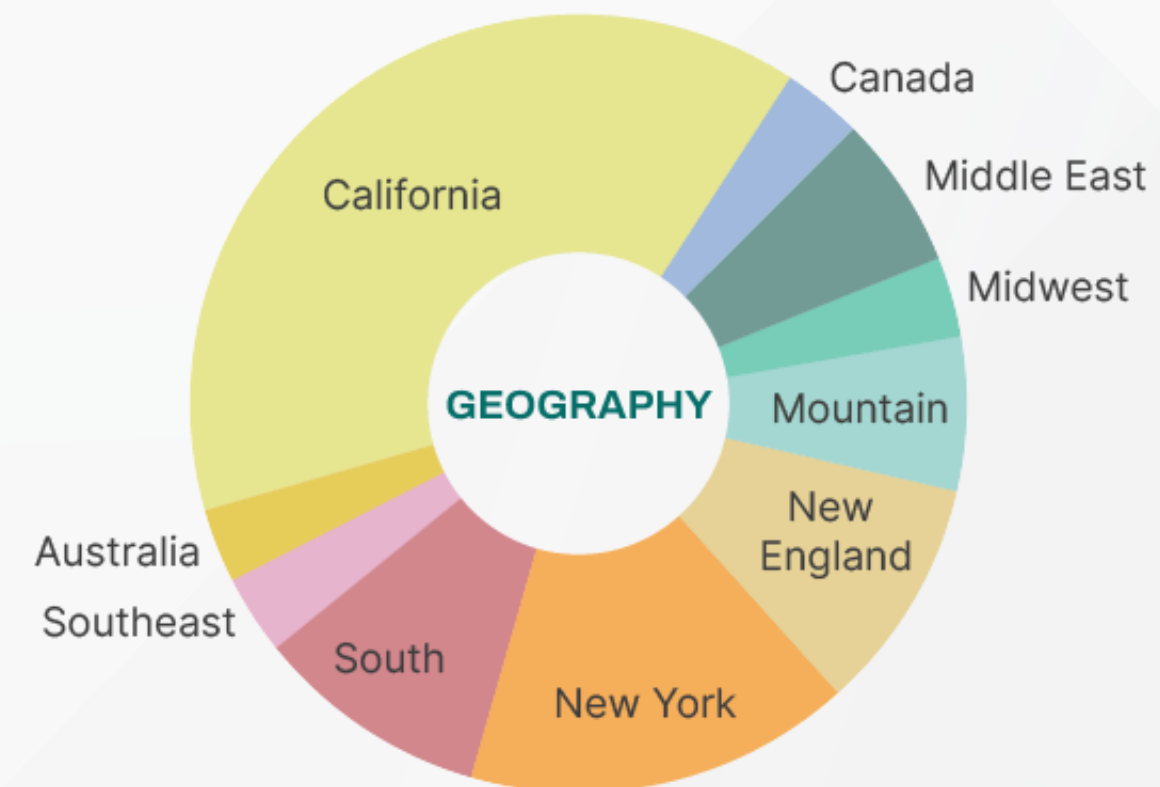 Canada
Middle East
California
Midwest
GEOGRAPHY
Mountain
New
England
Australia
Southeast
South
New York